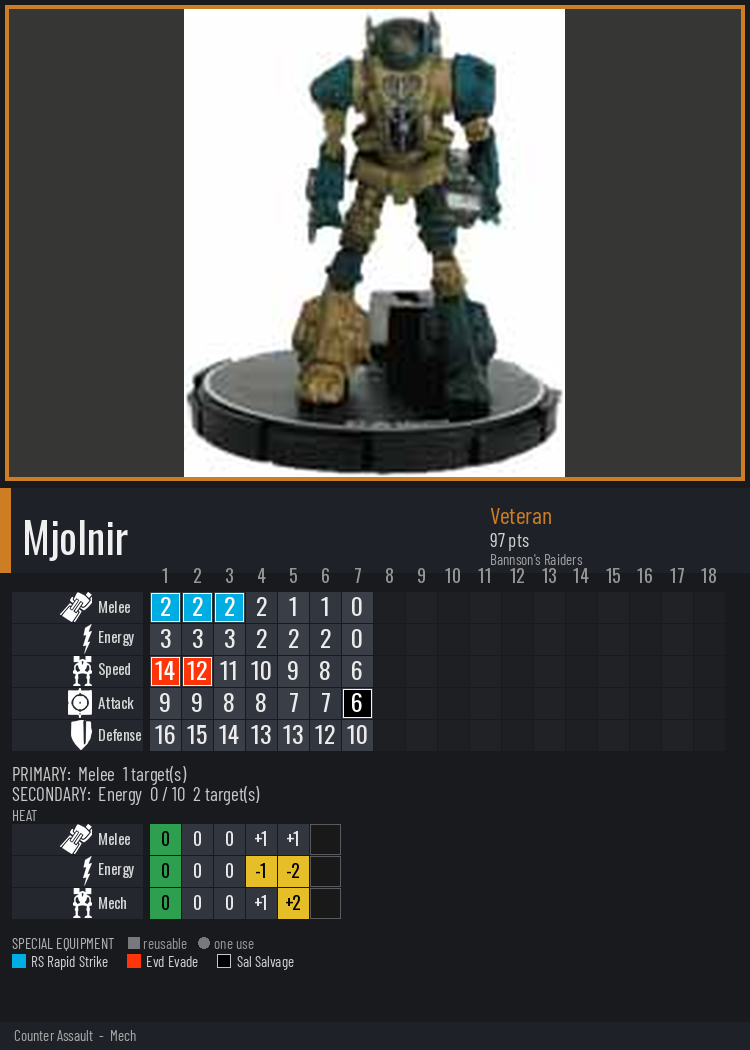 Mjolnir
Veteran
97 pts
Bannson's Raiders
1 2 3 4 5 6 7 8 9 10 11 12 13 14 15 16 17 18
Melee 2 2 2 2 1 1 0
Energy 3 3 3 2 2 2 0
Speed 14 12 11 10 9 8 6
Attack 9 9 8 8 7 7 6
Defense 16 15 14 13 13 12 10
PRIMARY: Melee 1 target(s)
SECONDARY: Energy 0 / 10 2 target(s)
HEAT
Melee 0 0 0 +1 +1
Energy 0 0 0 -1 -2
Mech 0 0 0 +1 +2
SPECIAL EQUIPMENT reusable one use
RS Rapid Strike Evd Evade Sal Salvage
Counter Assault - Mech